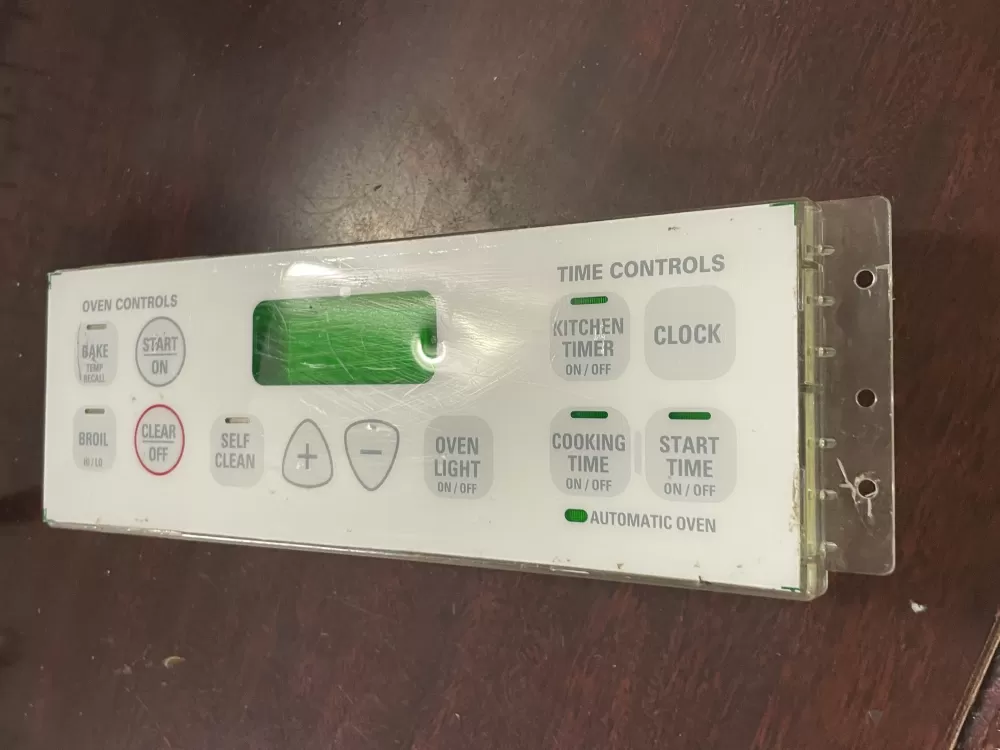 OVEN CONTROLS
BAKE
TEMP
RECALL
START
ON
BROIL
HI / LO
CLEAR
OFF
SELF
CLEAN
+
−
OVEN
LIGHT
ON / OFF
TIME CONTROLS
KITCHEN
TIMER
ON / OFF
CLOCK
COOKING
TIME
ON / OFF
START
TIME
ON / OFF
AUTOMATIC OVEN